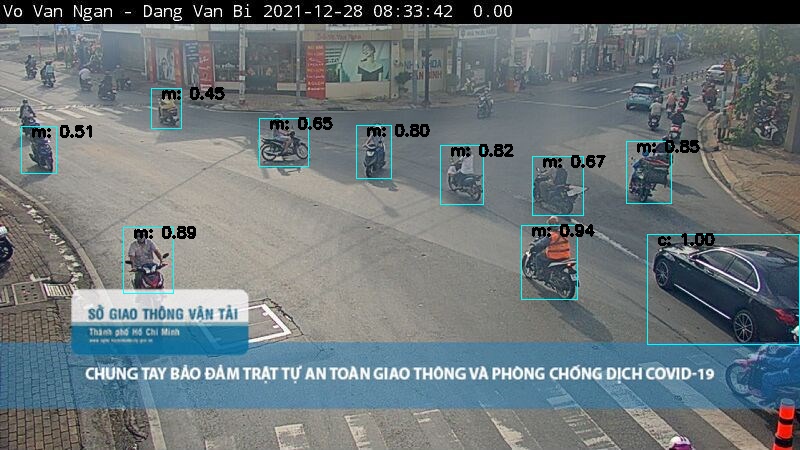 Vo Van Ngan - Dang Van Bi 2021-12-28 08:33:42 0.00
m: 0.45
m: 0.51
m: 0.65
m: 0.80
m: 0.82
m: 0.67
m: 0.85
m: 0.89
m: 0.94
c: 1.00
NHA KHOA
SỞ GIAO THÔNG VẬN TẢI
Thành phố Hồ Chí Minh
CHUNG TAY BẢO ĐẢM TRẬT TỰ AN TOÀN GIAO THÔNG VÀ PHÒNG CHỐNG DỊCH COVID-19